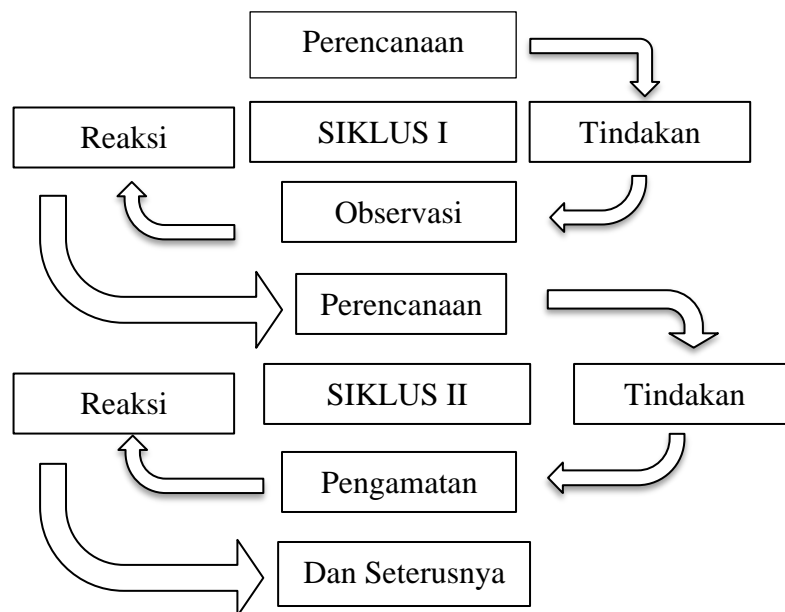 Perencanaan
Reaksi
SIKLUS I
Tindakan
Observasi
Perencanaan
Reaksi
SIKLUS II
Tindakan
Pengamatan
Dan Seterusnya